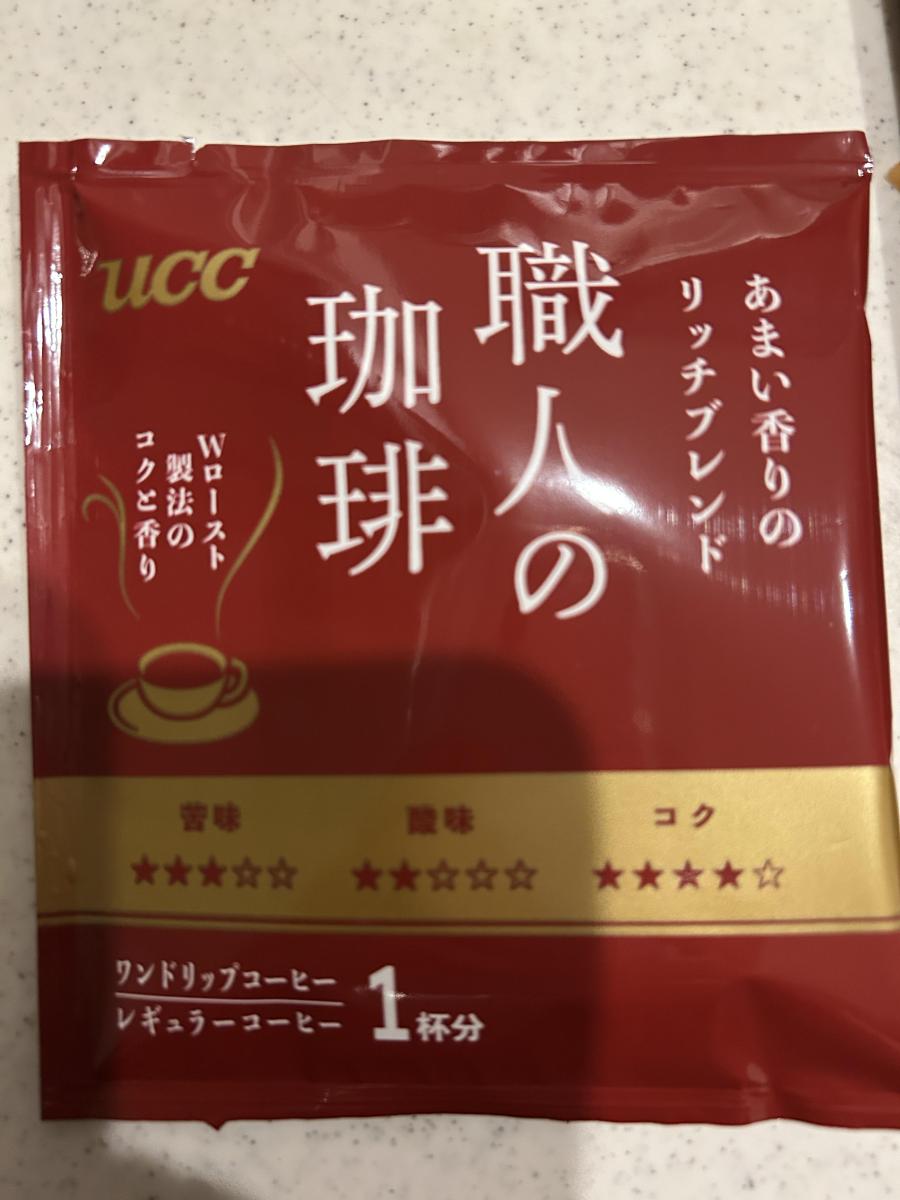 あまい香りの
リッチブレンド
職人の
珈琲
ucc
Wロースト
製法の
コクと香り
苦味 酸味 コク
★★★☆☆ ★★☆☆☆ ★★★★☆
ワンドリップコーヒー
レギュラーコーヒー
1杯分